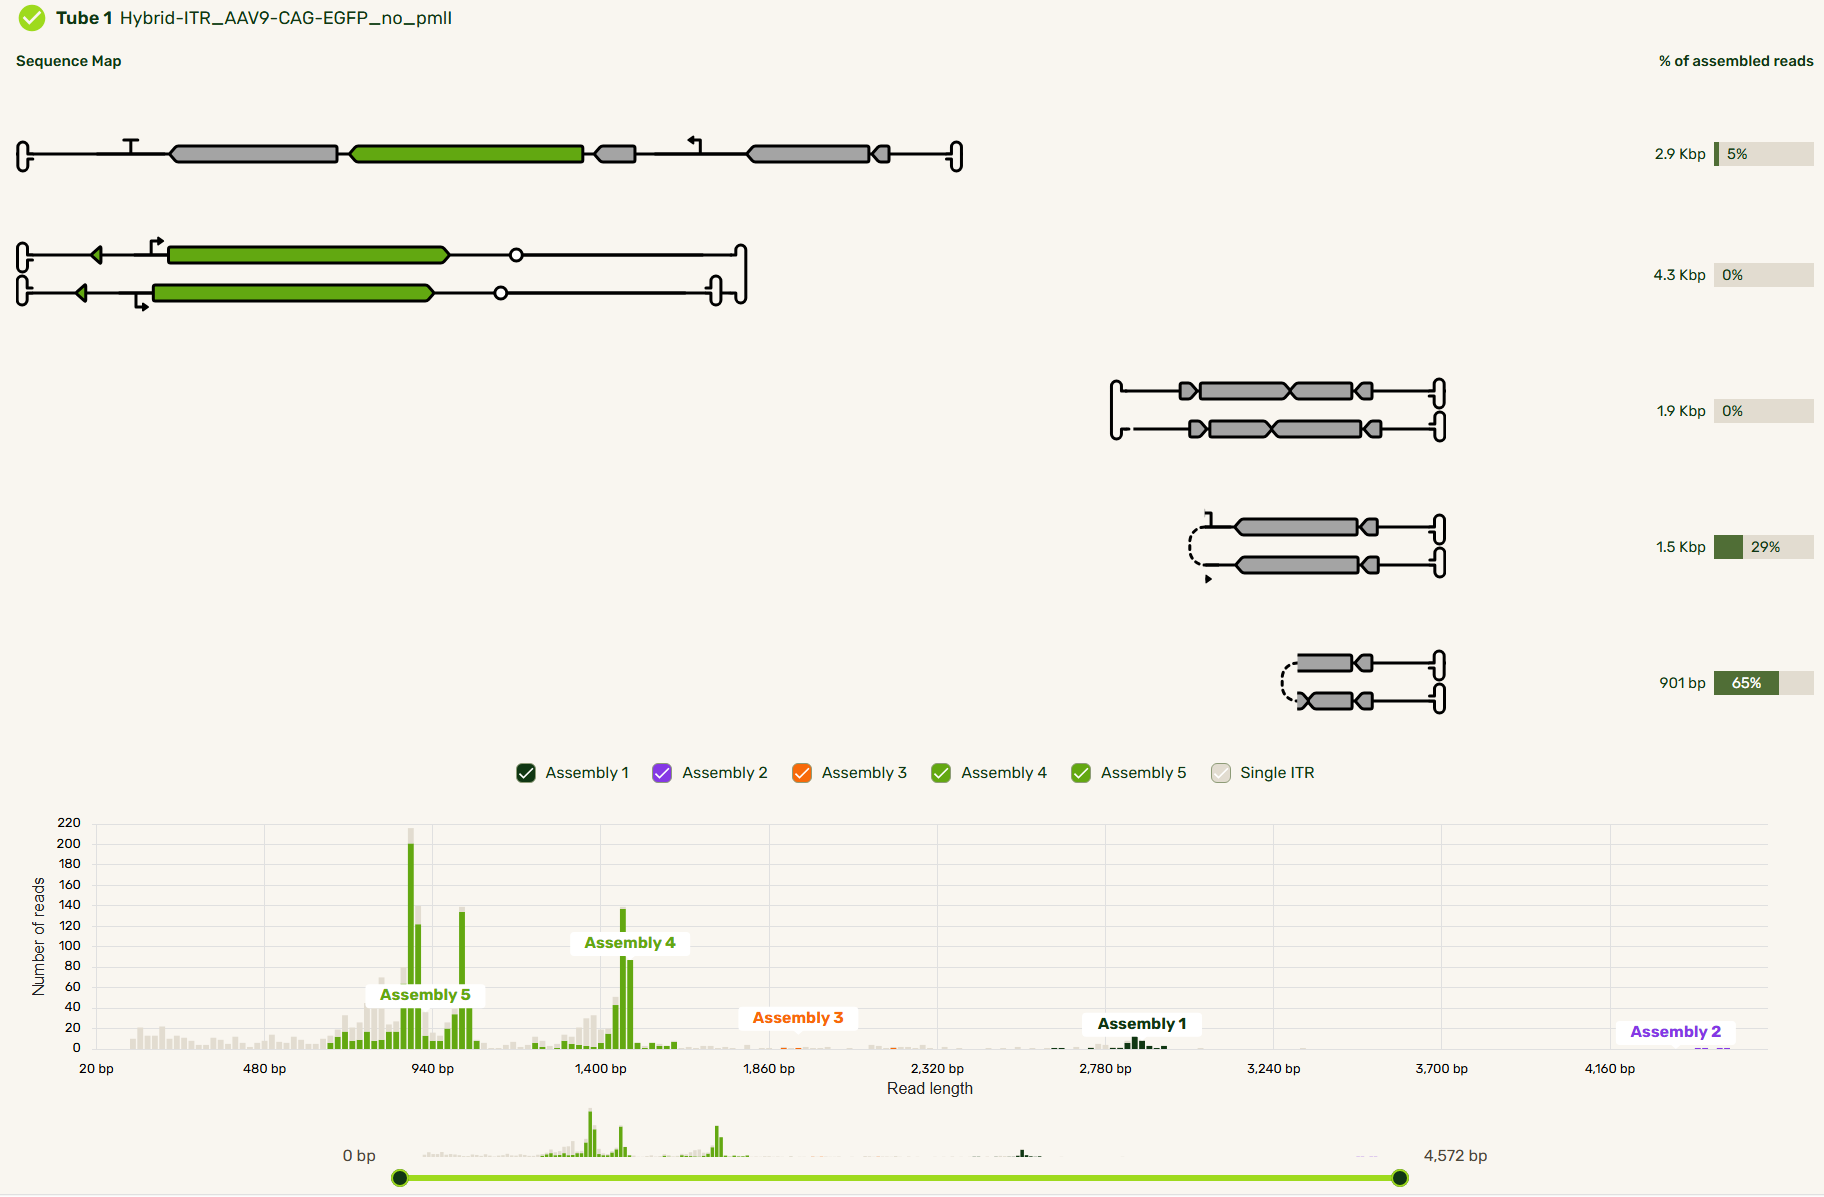 Tube 1 Hybrid-ITR_AAV9-CAG-EGFP_no_pmlI
Sequence Map
% of assembled reads
2.9 Kbp 5%
4.3 Kbp 0%
1.9 Kbp 0%
1.5 Kbp 29%
901 bp 65%
Assembly 1 Assembly 2 Assembly 3 Assembly 4 Assembly 5 Single ITR
220
200
180
160
140
120
100
80
60
40
20
0
Number of reads
Assembly 4
Assembly 5
Assembly 3
Assembly 1
Assembly 2
20 bp 480 bp 940 bp 1,400 bp 1,860 bp 2,320 bp 2,780 bp 3,240 bp 3,700 bp 4,160 bp
Read length
0 bp 4,572 bp